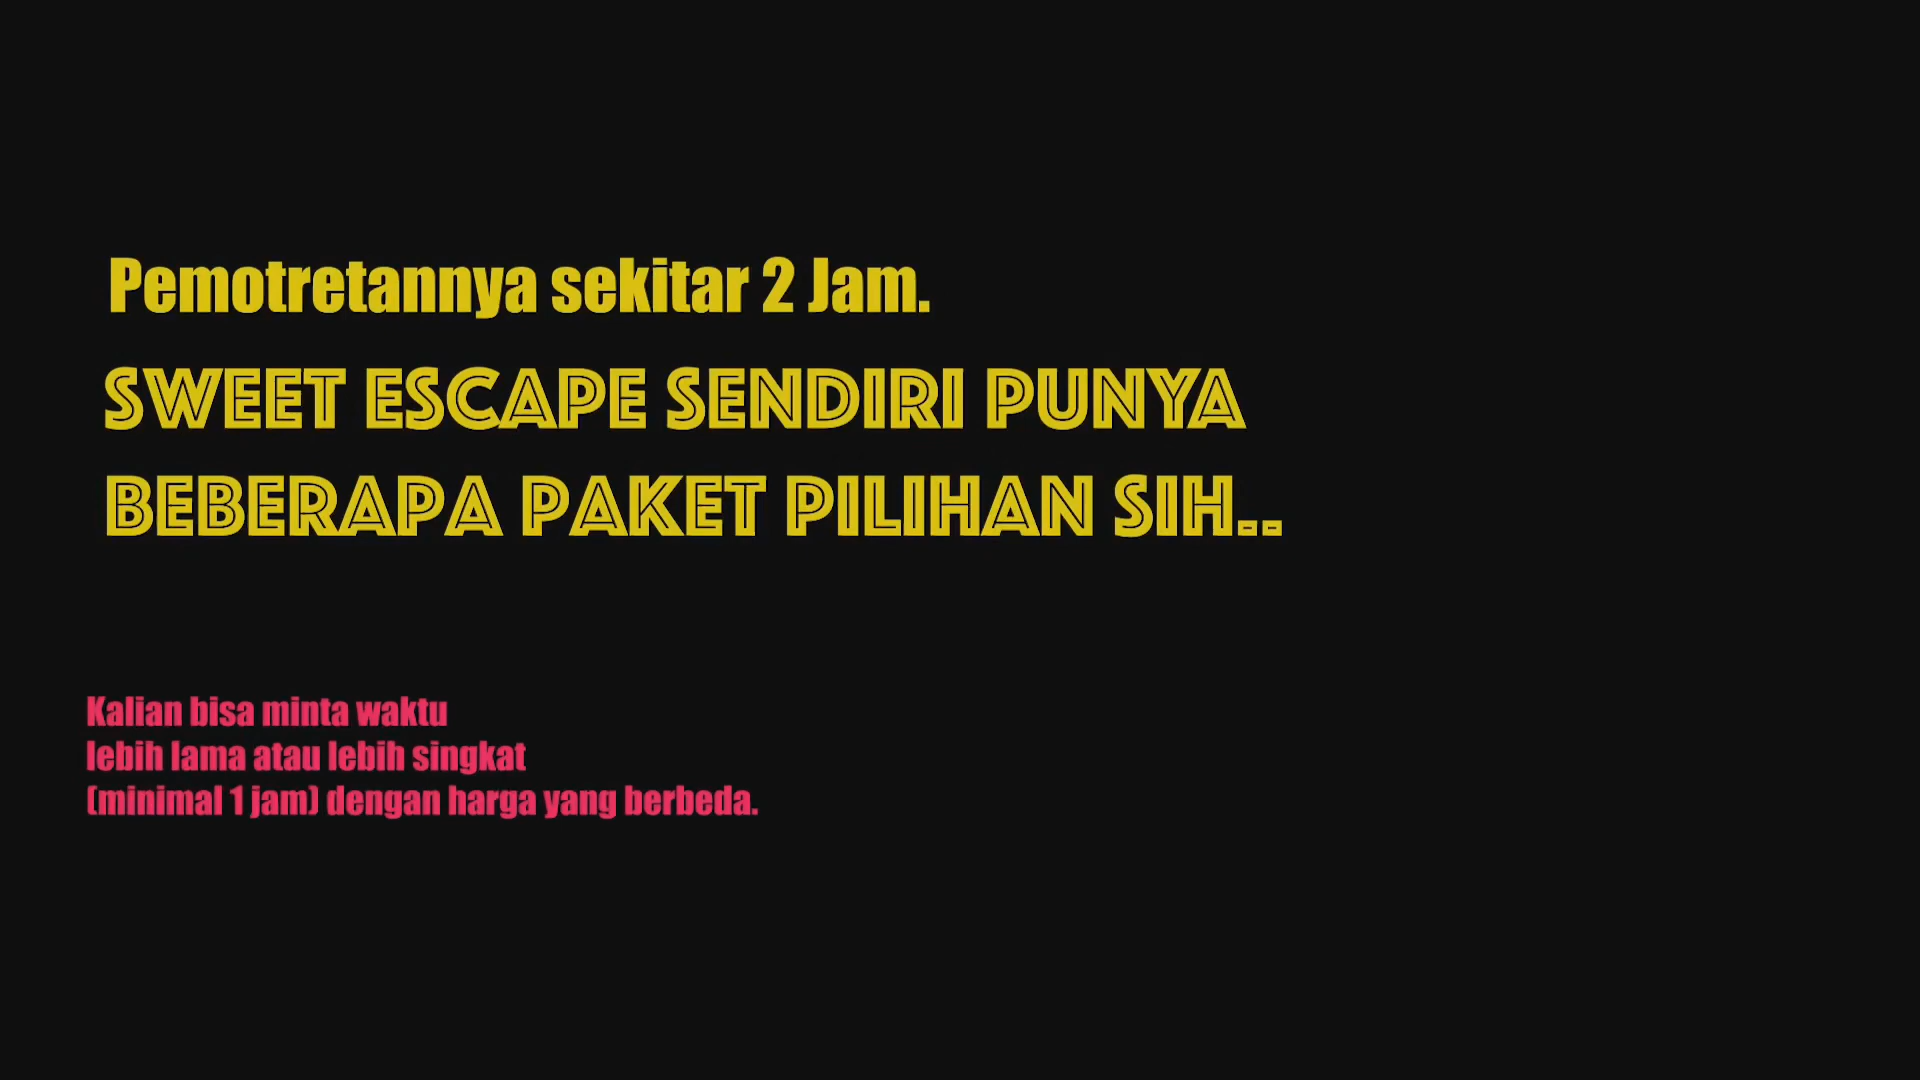 Pemotretannya sekitar 2 Jam.
SWEET ESCAPE SENDIRI PUNYA
BEBERAPA PAKET PILIHAN SIH..
Kalian bisa minta waktu
lebih lama atau lebih singkat
(minimal 1 jam) dengan harga yang berbeda.